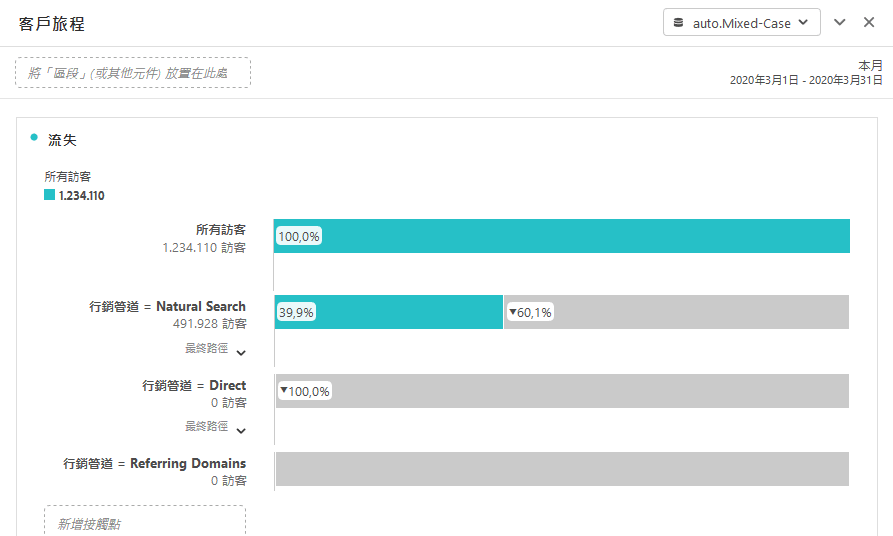 客戶旅程
auto.Mixed-Case
將「區段」(或其他元件) 放置在此處
本月
2020年3月1日 - 2020年3月31日
流失
所有訪客
1.234.110
所有訪客
1.234.110 訪客
100,0%
行銷管道 = Natural Search
491.928 訪客
39,9%
▼60,1%
最終路徑
行銷管道 = Direct
0 訪客
▼100,0%
最終路徑
行銷管道 = Referring Domains
0 訪客
新增接觸點